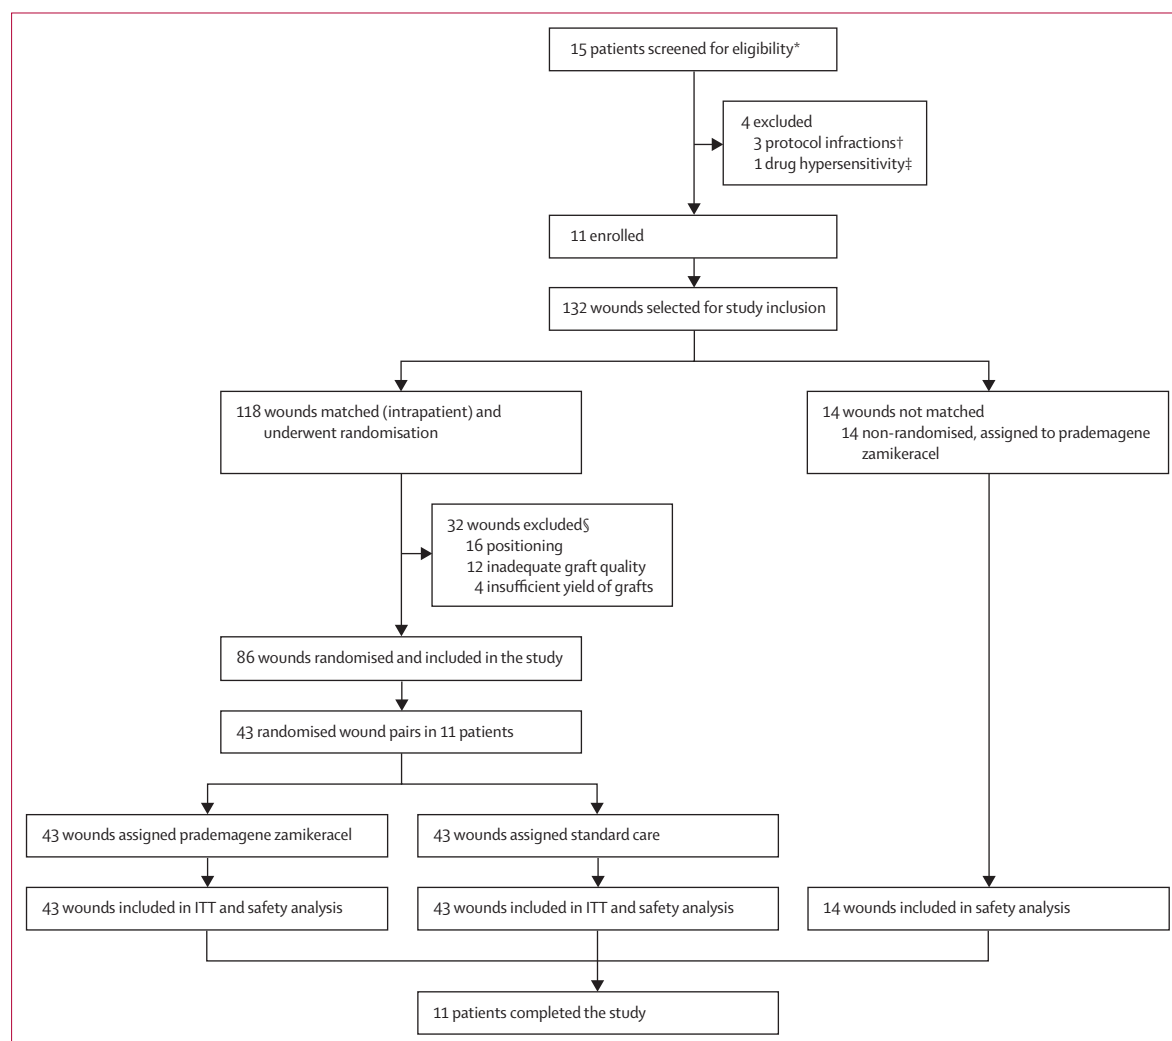 15 patients screened for eligibility*
4 excluded
3 protocol infractions†
1 drug hypersensitivity‡
11 enrolled
132 wounds selected for study inclusion
118 wounds matched (intrapatient) and
underwent randomisation
14 wounds not matched
14 non-randomised, assigned to prademagene
zamikeracel
32 wounds excluded§
16 positioning
12 inadequate graft quality
4 insufficient yield of grafts
86 wounds randomised and included in the study
43 randomised wound pairs in 11 patients
43 wounds assigned prademagene zamikeracel
43 wounds assigned standard care
43 wounds included in ITT and safety analysis
43 wounds included in ITT and safety analysis
14 wounds included in safety analysis
11 patients completed the study